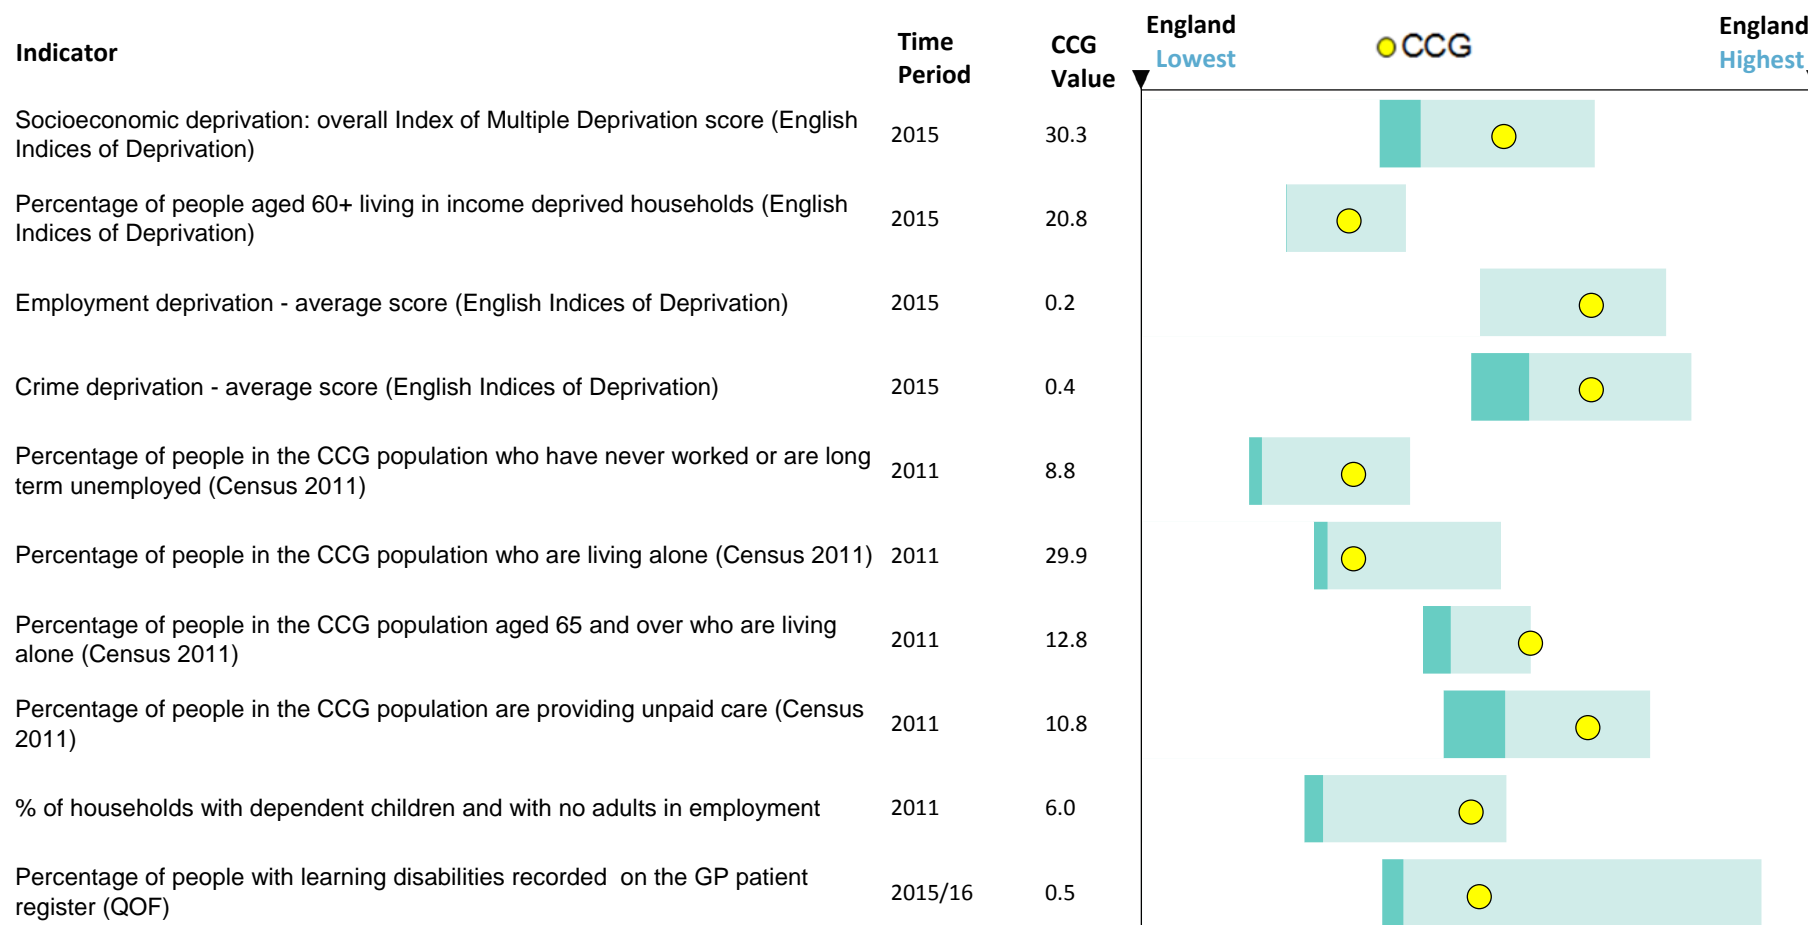 Indicator
Time
Period
CCG
Value
England
Lowest
CCG
England
Highest
Socioeconomic deprivation: overall Index of Multiple Deprivation score (English
Indices of Deprivation)
2015
30.3
Percentage of people aged 60+ living in income deprived households (English
Indices of Deprivation)
2015
20.8
Employment deprivation - average score (English Indices of Deprivation)
2015
0.2
Crime deprivation - average score (English Indices of Deprivation)
2015
0.4
Percentage of people in the CCG population who have never worked or are long
term unemployed (Census 2011)
2011
8.8
Percentage of people in the CCG population who are living alone (Census 2011)
2011
29.9
Percentage of people in the CCG population aged 65 and over who are living
alone (Census 2011)
2011
12.8
Percentage of people in the CCG population are providing unpaid care (Census
2011)
2011
10.8
% of households with dependent children and with no adults in employment
2011
6.0
Percentage of people with learning disabilities recorded  on the GP patient
register (QOF)
2015/16
0.5